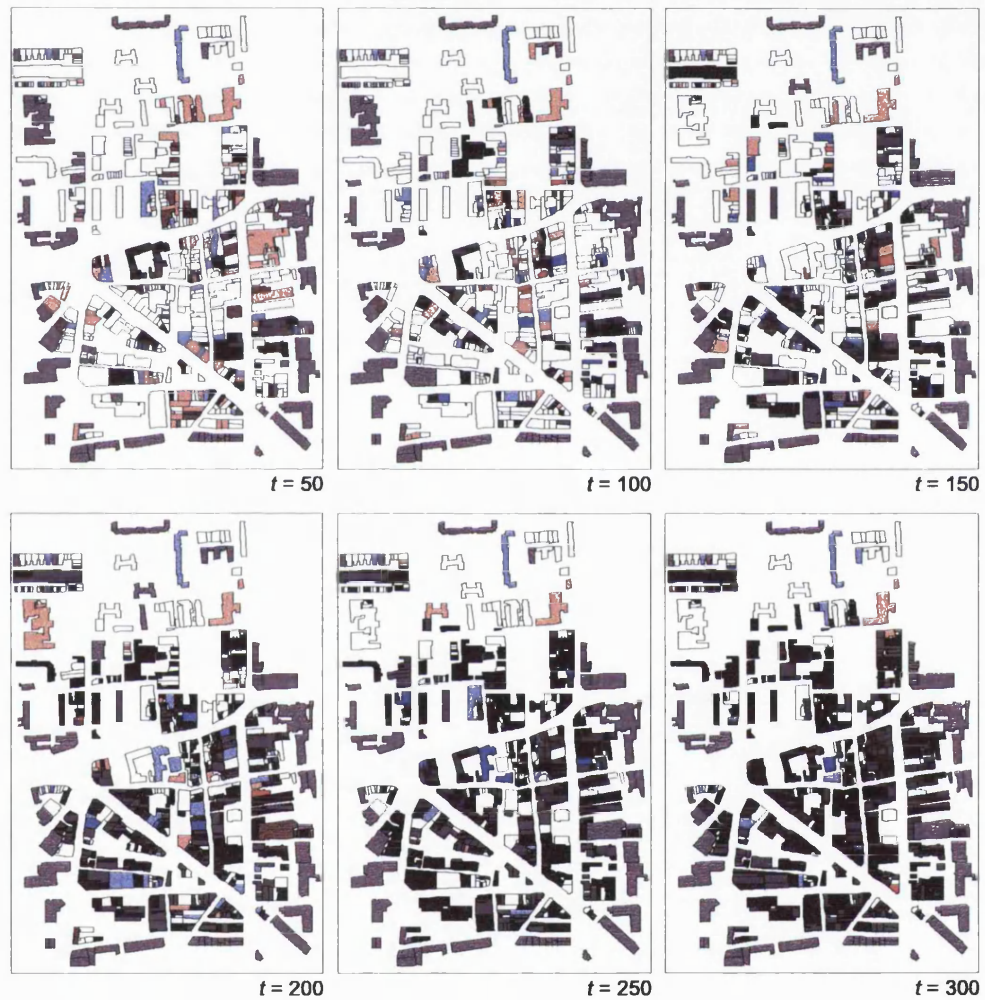 t = 50
t = 100
t = 150
t = 200
t = 250
t = 300